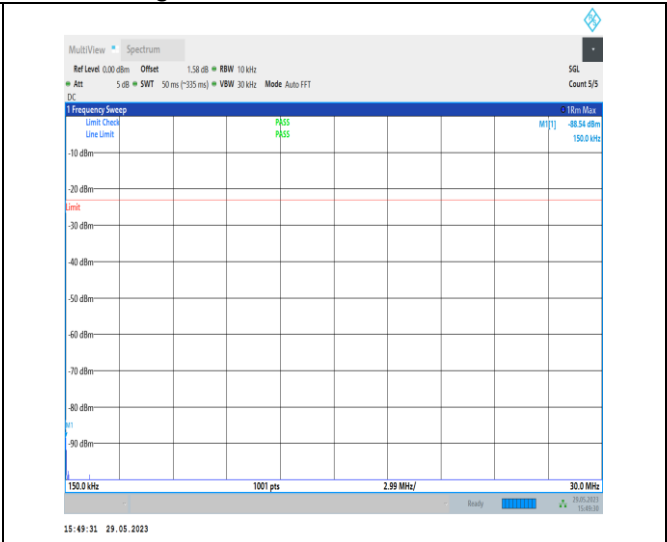 MultiView Spectrum
Ref Level 0.00 dBm Offset 1.58 dB RBW 10 kHz SGL
Att 5 dB SWT 50 ms (~335 ms) VBW 30 kHz Mode Auto FFT Count 5/5
DC
1 Frequency Sweep 1Rm Max
Limit Check PASS M1[1] -88.54 dBm
Line Limit PASS 150.0 kHz
-10 dBm
-20 dBm
Limit
-30 dBm
-40 dBm
-50 dBm
-60 dBm
-70 dBm
-80 dBm
M1
-90 dBm
150.0 kHz 1001 pts 2.99 MHz/ 30.0 MHz
Ready 29.05.2023
15:49:30
15:49:31 29.05.2023